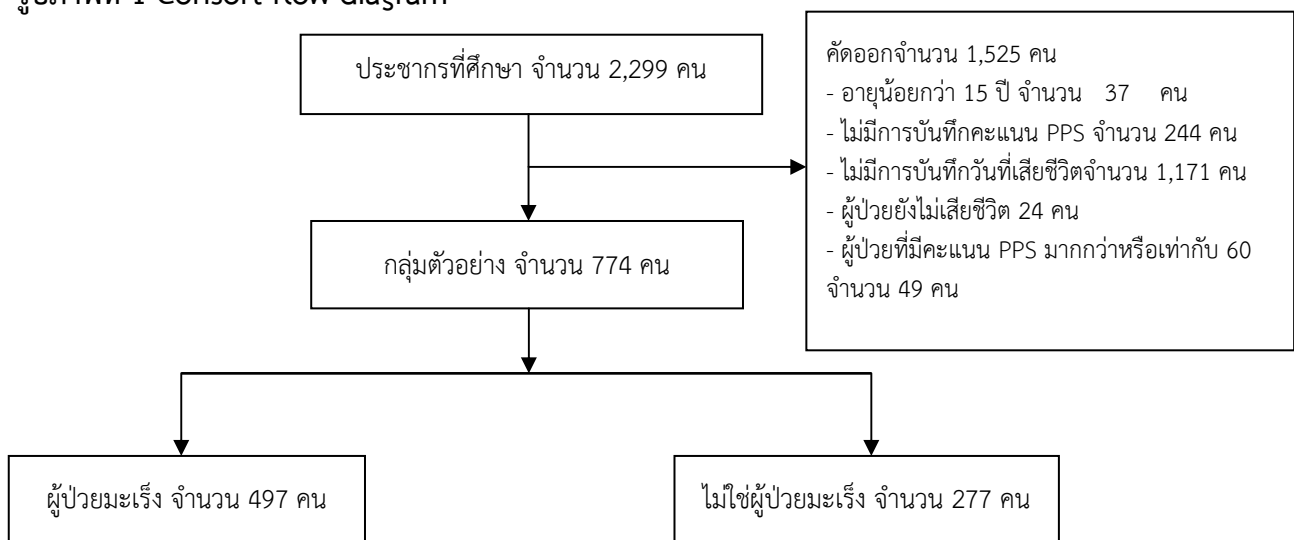 รูปภาพที่ 1 Consort flow diagram
ประชากรที่ศึกษา จำนวน 2,299 คน
คัดออกจำนวน 1,525 คน
- อายุน้อยกว่า 15 ปี จำนวน 37 คน
- ไม่มีการบันทึกคะแนน PPS จำนวน 244 คน
- ไม่มีการบันทึกวันที่เสียชีวิตจำนวน 1,171 คน
- ผู้ป่วยยังไม่เสียชีวิต 24 คน
- ผู้ป่วยที่มีคะแนน PPS มากกว่าหรือเท่ากับ 60
จำนวน 49 คน
กลุ่มตัวอย่าง จำนวน 774 คน
ผู้ป่วยมะเร็ง จำนวน 497 คน
ไม่ใช่ผู้ป่วยมะเร็ง จำนวน 277 คน